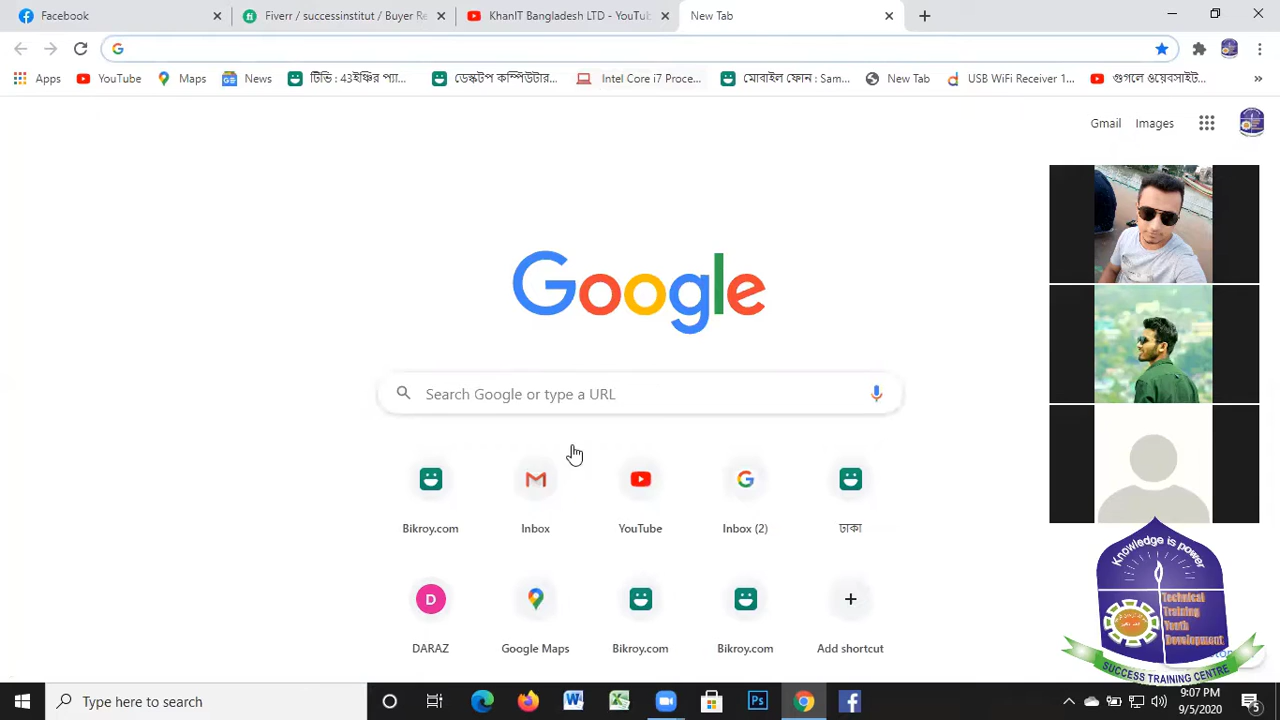 Facebook
Fiverr / successinstitut / Buyer Re
KhanIT Bangladesh LTD - YouTub
New Tab
Apps
YouTube
Maps
News
টিভি : 43ইঞ্চির প্যা...
ডেস্কটপ কম্পিউটার...
Intel Core i7 Proce...
মোবাইল ফোন : Sam...
New Tab
USB WiFi Receiver 1...
গুগলে ওয়েবসাইট...
Gmail
Images
Google
Search Google or type a URL
Bikroy.com
Inbox
YouTube
Inbox (2)
ঢাকা
D
DARAZ
Google Maps
Bikroy.com
Bikroy.com
Add shortcut
Knowledge is power
Technical
Training
Youth
Development
SUCCESS TRAINING CENTRE
Type here to search
9:07 PM
9/5/2020
5